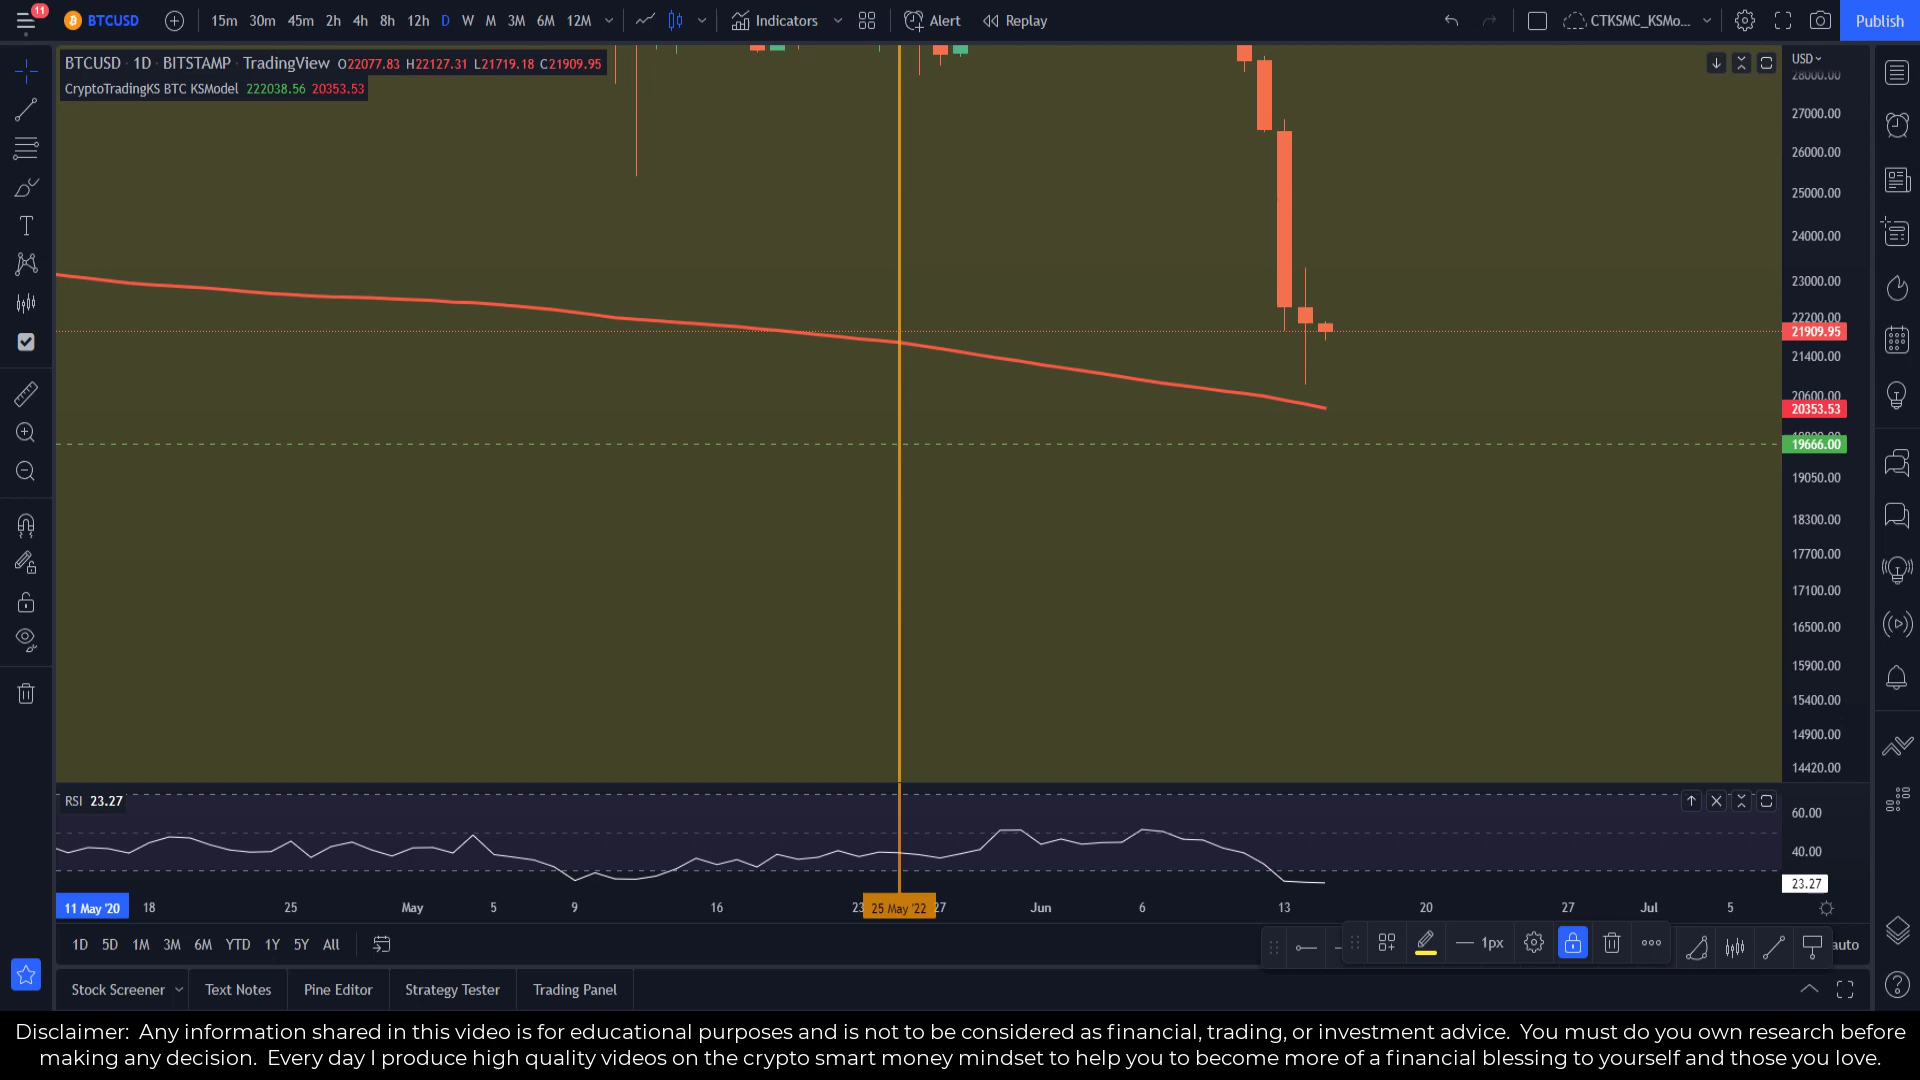 11
BTCUSD 15m 30m 45m 2h 4h 8h 12h D W M 3M 6M 12M Indicators Alert Replay CTKSMC_KSMo... Publish
BTCUSD · 1D · BITSTAMP · TradingView O22077.83 H22127.31 L21719.18 C21909.95
CryptoTradingKS BTC KSModel 222038.56 20353.53
USD
28000.00
27000.00
26000.00
25000.00
24000.00
23000.00
22200.00
21909.95
21400.00
20600.00
20353.53
19666.00
19050.00
18300.00
17700.00
17100.00
16500.00
15900.00
15400.00
14900.00
14420.00
RSI 23.27
60.00
40.00
23.27
11 May '20 18 25 May 5 9 16 23 25 May '22 27 Jun 6 13 20 27 Jul 5
1D 5D 1M 3M 6M YTD 1Y 5Y All 1px auto
Stock Screener Text Notes Pine Editor Strategy Tester Trading Panel
Disclaimer: Any information shared in this video is for educational purposes and is not to be considered as financial, trading, or investment advice. You must do you own research before
making any decision. Every day I produce high quality videos on the crypto smart money mindset to help you to become more of a financial blessing to yourself and those you love.